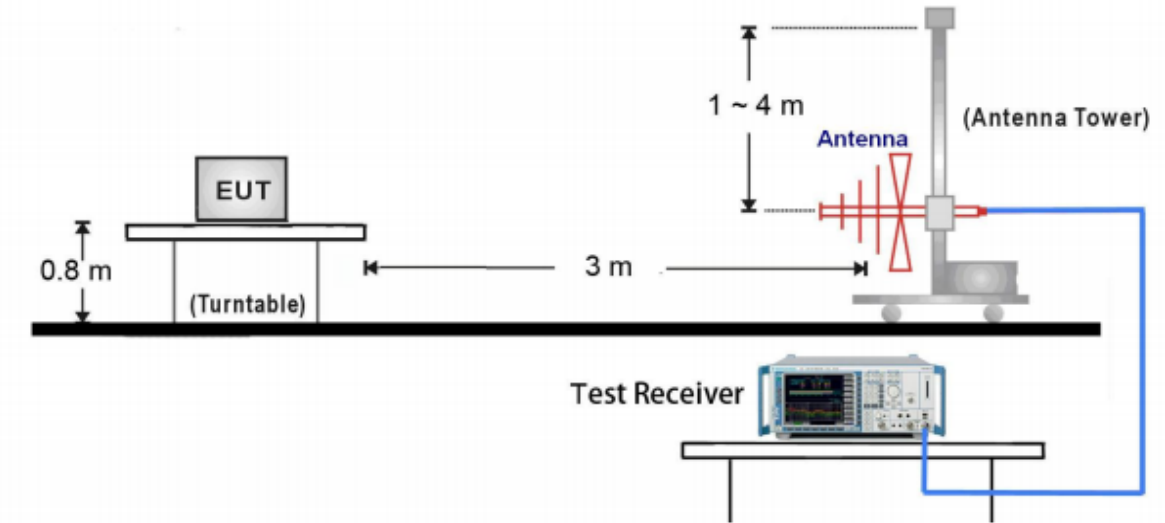 1 ~ 4 m
(Antenna Tower)
Antenna
EUT
0.8 m
3 m
(Turntable)
Test Receiver